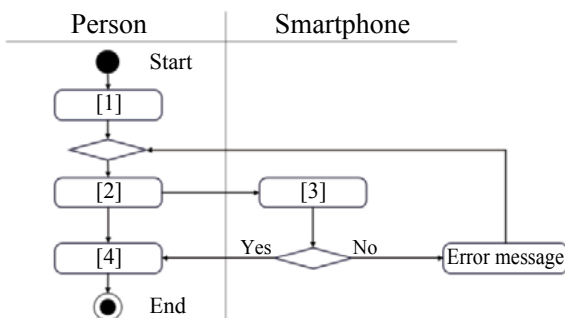 Person Smartphone
Start
[1]
[2] [3]
[4] Yes No Error message
End